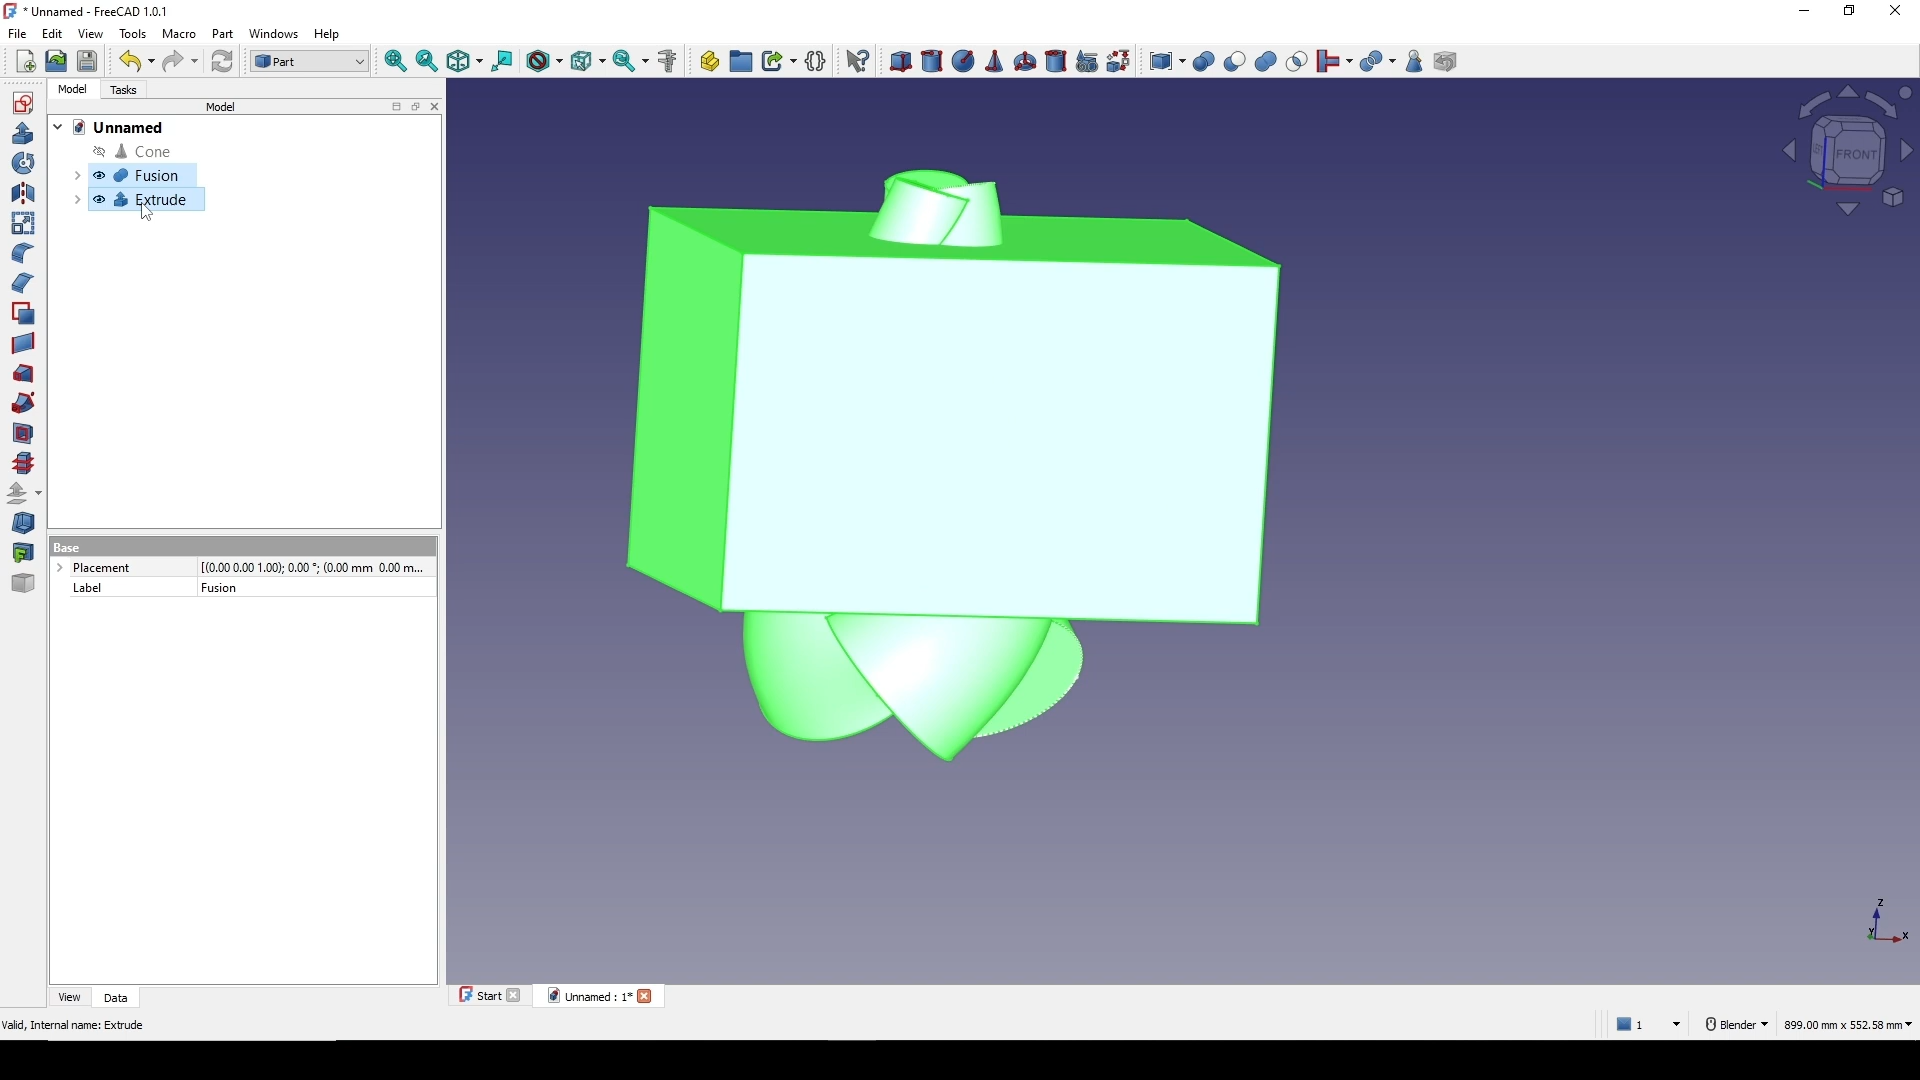 * Unnamed - FreeCAD 1.0.1
File Edit View Tools Macro Part Windows Help
Part
Model Tasks
Model
Unnamed
Cone
Fusion
Extrude
FRONT
Base
Placement [(0.00 0.00 1.00); 0.00 °; (0.00 mm 0.00 m...
Label Fusion
Z
Y
X
View Data
Start
Unnamed : 1*
Valid, Internal name: Extrude
1
Blender
899.00 mm x 552.58 mm